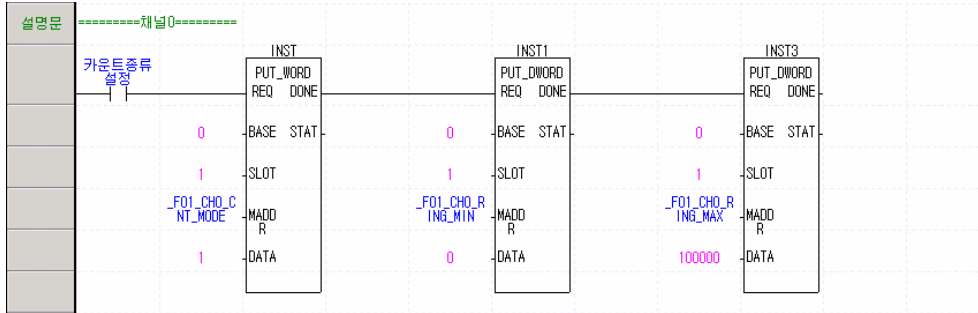 설명문 =========채널0=========
INST INST1 INST3
카운트종류
설정
PUT_WORD PUT_DWORD PUT_DWORD
REQ DONE REQ DONE REQ DONE
0 BASE STAT 0 BASE STAT 0 BASE STAT
1 SLOT 1 SLOT 1 SLOT
_F01_CH0_C _F01_CH0_R _F01_CH0_R
NT_MODE MADD ING_MIN MADD ING_MAX MADD
R R R
1 DATA 0 DATA 100000 DATA